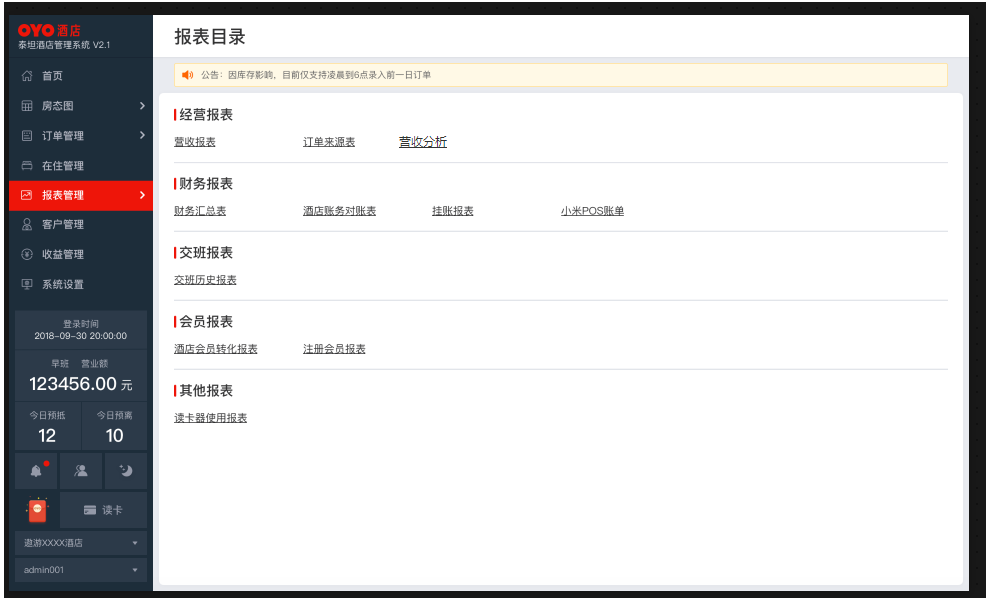 OYO 酒店
泰坦酒店管理系统 V2.1
首页
房态图
订单管理
在住管理
报表管理
客户管理
收益管理
系统设置
登录时间
2018-09-30 20:00:00
早班 营业额
123456.00 元
今日预抵 今日预离
12 10
读卡
遨游XXXX酒店
admin001
报表目录
公告：因库存影响，目前仅支持凌晨到6点录入前一日订单
经营报表
营收报表 订单来源表 营收分析
财务报表
财务汇总表 酒店账务对账表 挂账报表 小米POS账单
交班报表
交班历史报表
会员报表
酒店会员转化报表 注册会员报表
其他报表
读卡器使用报表